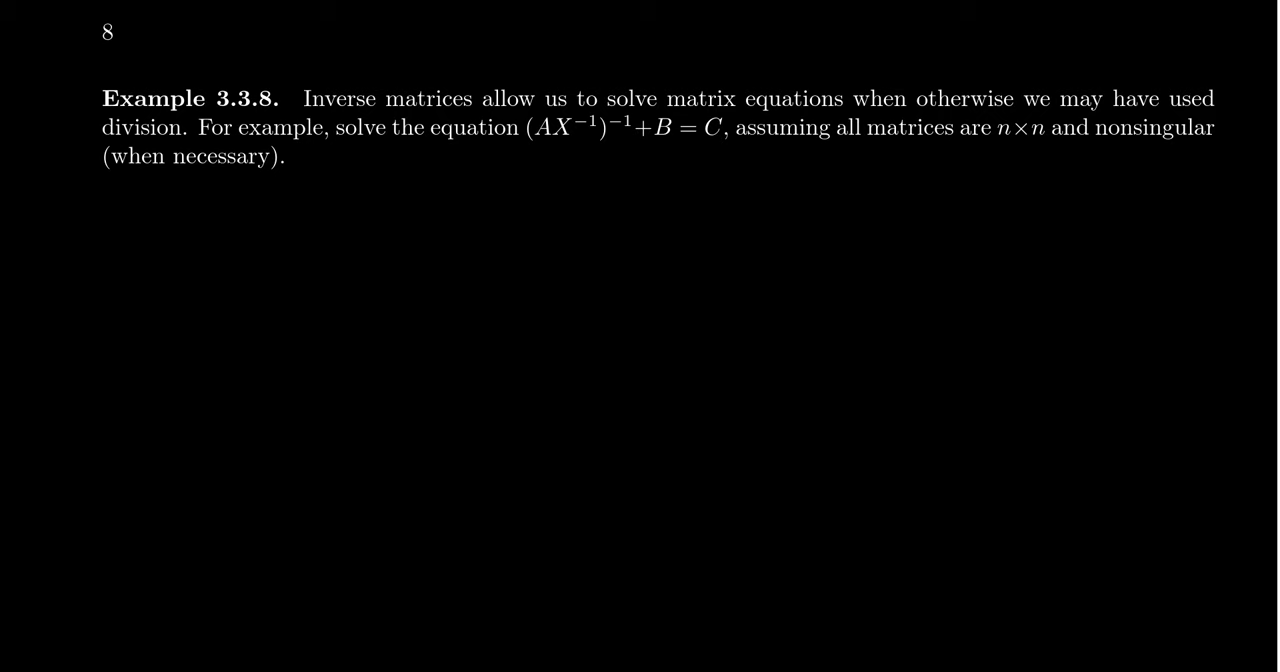 8
Example 3.3.8. Inverse matrices allow us to solve matrix equations when otherwise we may have used
division. For example, solve the equation (AX⁻¹)⁻¹+B = C, assuming all matrices are n×n and nonsingular
(when necessary).